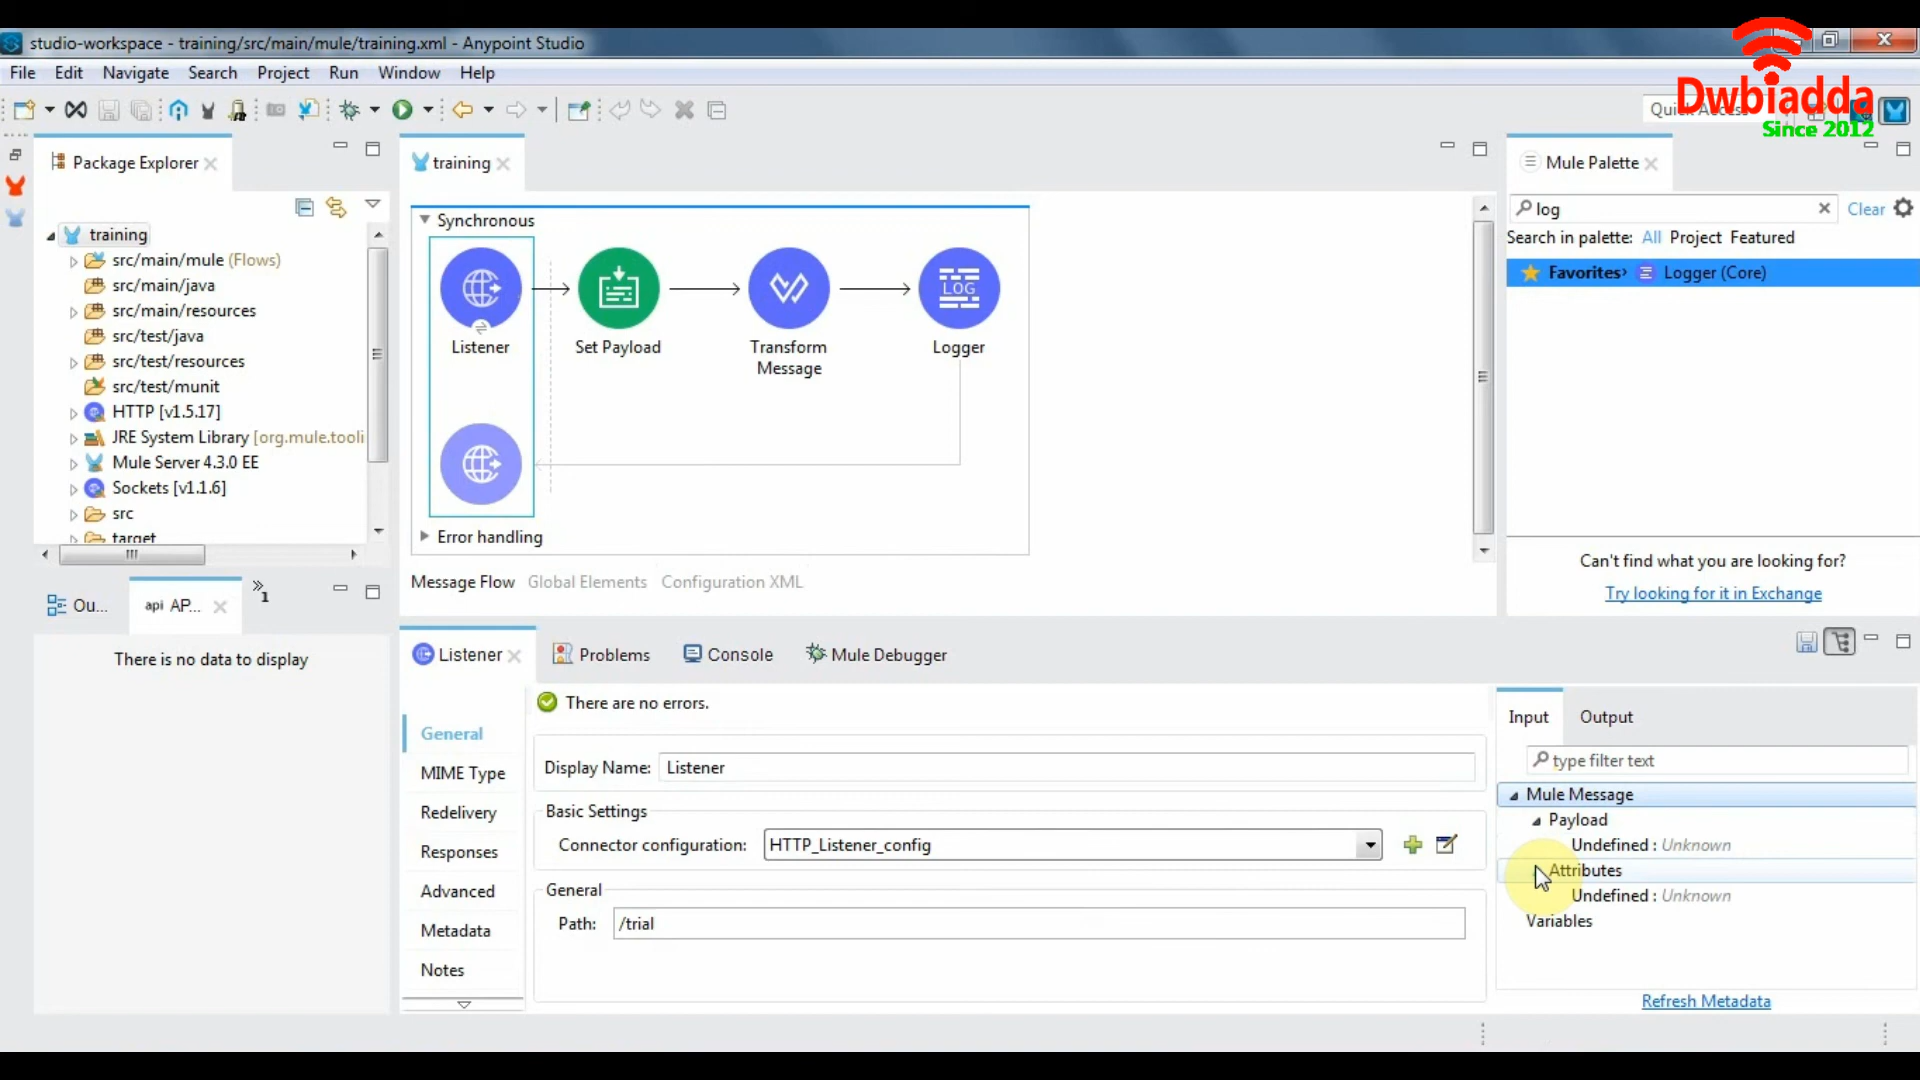 studio-workspace - training/src/main/mule/training.xml - Anypoint Studio
File Edit Navigate Search Project Run Window Help
Dwbiadda
Since 2012
Package Explorer
training
src/main/mule (Flows)
src/main/java
src/main/resources
src/test/java
src/test/resources
src/test/munit
HTTP [v1.5.17]
JRE System Library [org.mule.tooli
Mule Server 4.3.0 EE
Sockets [v1.1.6]
src
target
Ou...
api AP...
1
There is no data to display
training
Synchronous
Listener
Set Payload
Transform
Message
LOG
Logger
Error handling
Message Flow Global Elements Configuration XML
Mule Palette
log
Clear
Search in palette: All Project Featured
Favorites Logger (Core)
Can't find what you are looking for?
Try looking for it in Exchange
Listener Problems Console Mule Debugger
General
MIME Type
Redelivery
Responses
Advanced
Metadata
Notes
There are no errors.
Display Name: Listener
Basic Settings
Connector configuration: HTTP_Listener_config
General
Path: /trial
Input Output
type filter text
Mule Message
Payload
Undefined : Unknown
Attributes
Undefined : Unknown
Variables
Refresh Metadata